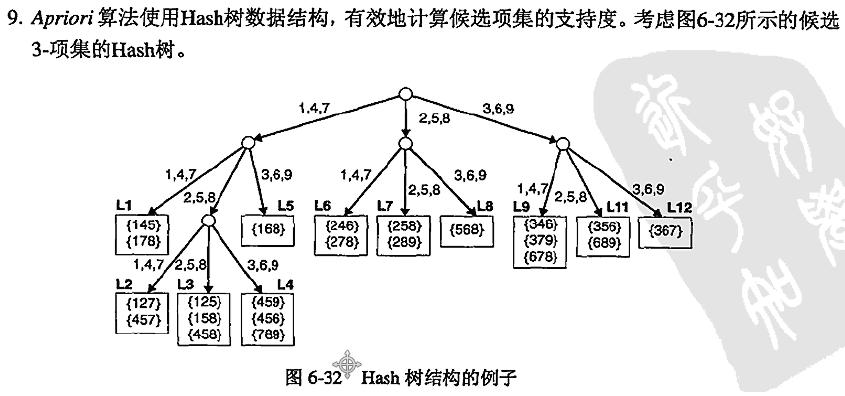 9. Apriori 算法使用Hash树数据结构，有效地计算候选项集的支持度。考虑图6-32所示的候选
3-项集的Hash树。
1,4,7
2,5,8
3,6,9
1,4,7
2,5,8
3,6,9
1,4,7
2,5,8
3,6,9
1,4,7
2,5,8
3,6,9
L1
L5
L6
L7
L8
L9
L11
L12
{145}
{178}
{168}
{246}
{278}
{258}
{289}
{568}
{346}
{379}
{678}
{356}
{689}
{367}
1,4,7
2,5,8
3,6,9
L2
L3
L4
{127}
{457}
{125}
{158}
{458}
{459}
{456}
{789}
图 6-32 Hash 树结构的例子